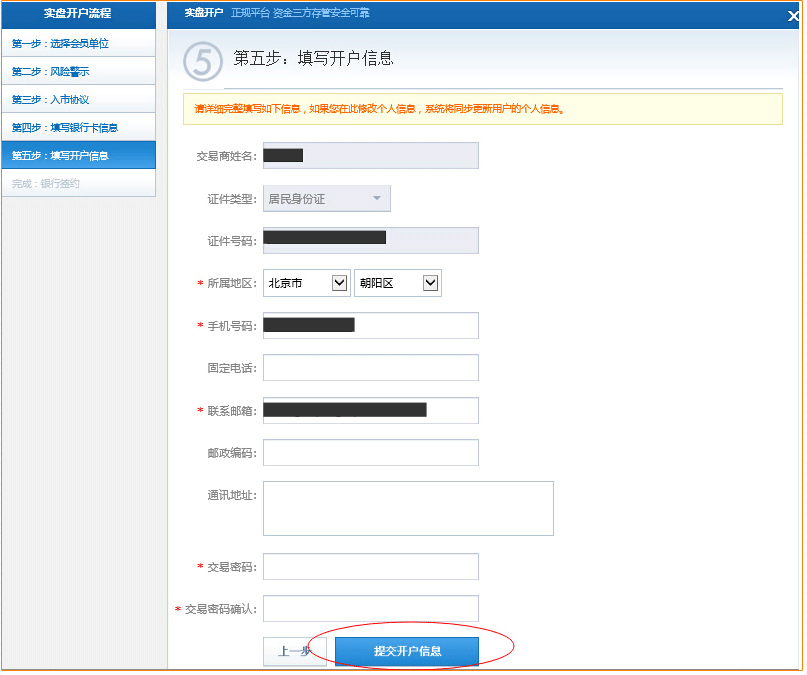 实盘开户流程
第一步：选择会员单位
第二步：风险警示
第三步：入市协议
第四步：填写银行卡信息
第五步：填写开户信息
完成：银行签约
实盘开户 正规平台 资金三方存管安全可靠
5 第五步：填写开户信息
请详细完整填写如下信息，如果您在此修改个人信息，系统将同步更新用户的个人信息。
交易商姓名：
证件类型： 居民身份证
证件号码：
* 所属地区： 北京市 朝阳区
* 手机号码：
固定电话：
* 联系邮箱：
邮政编码：
通讯地址：
* 交易密码：
* 交易密码确认：
上一步 提交开户信息